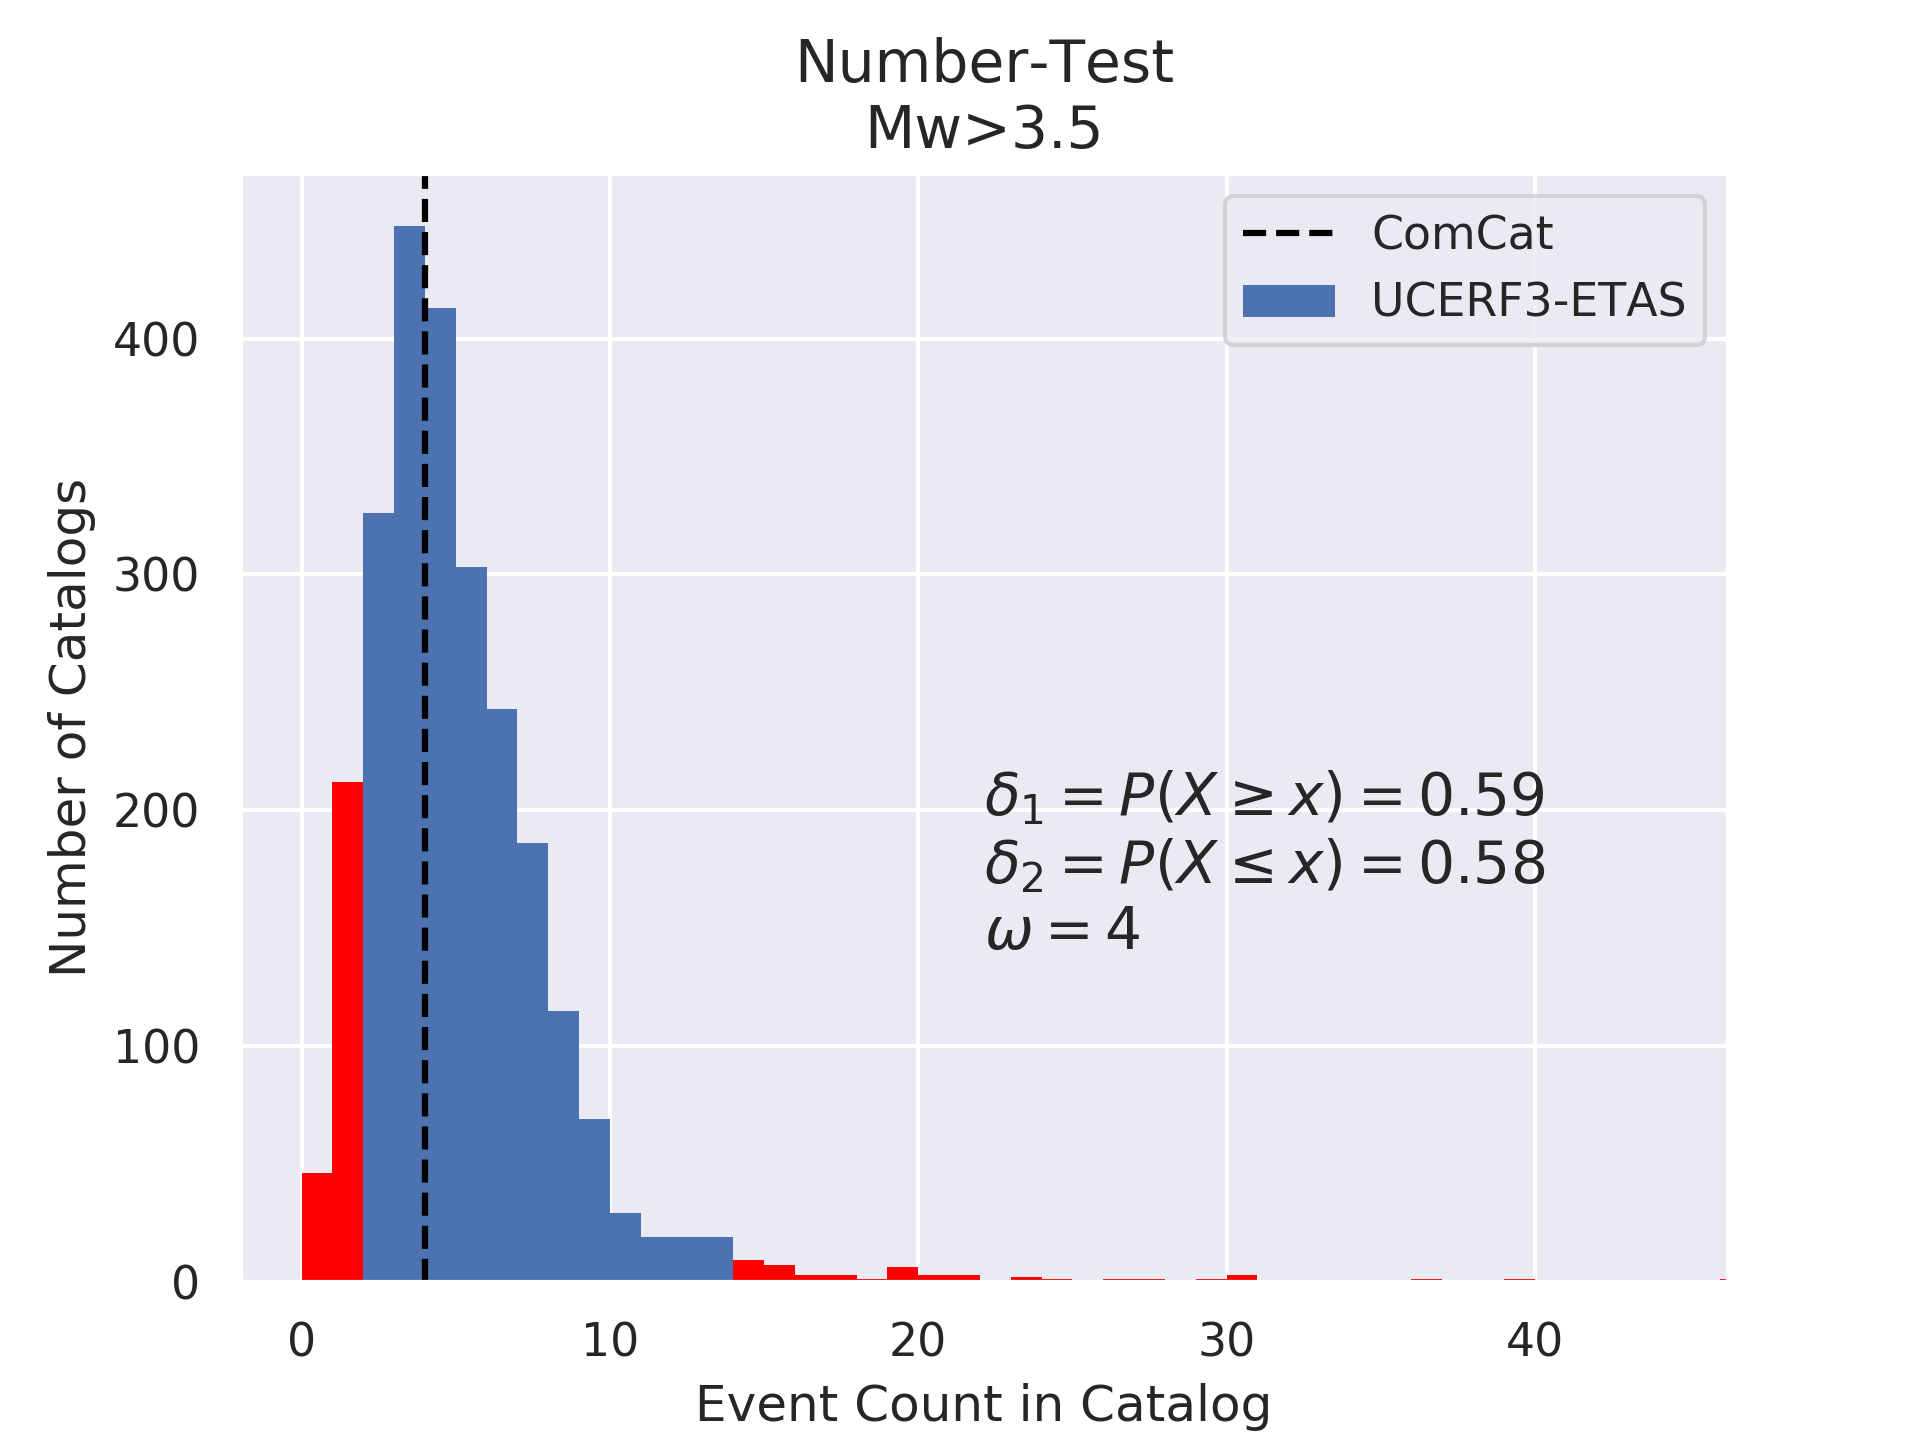 Number-Test
Mw>3.5
ComCat
UCERF3-ETAS
Number of Catalogs
400
300
200
100
0
δ₁ = P(X ≥ x) = 0.59
δ₂ = P(X ≤ x) = 0.58
ω = 4
0 10 20 30 40
Event Count in Catalog